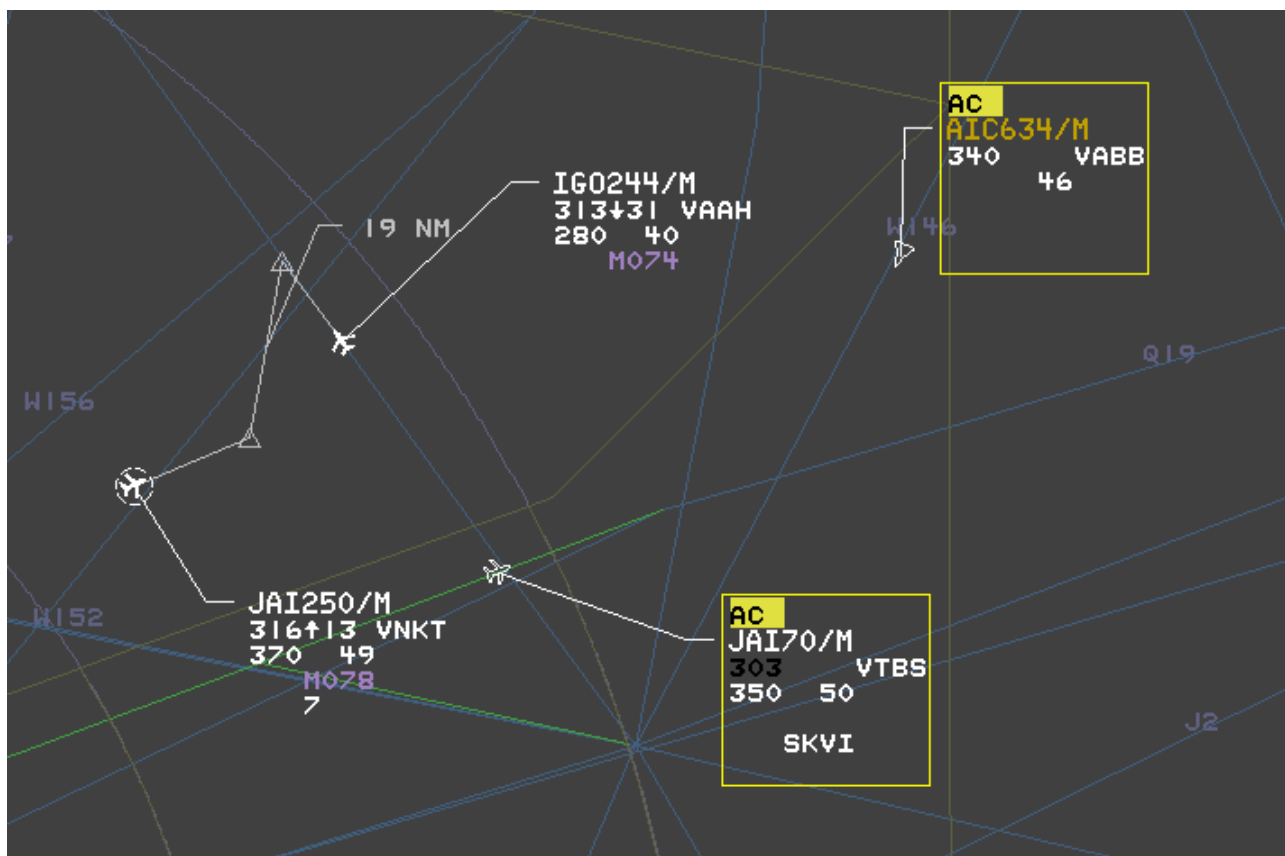 AC
AIC634/M
340 VABB
46
IGO244/M
313↓31 VAAH
280 40
M074
19 NM
W146
Q19
W156
JAI250/M
316↑13 VNKT
370 49
M078
7
W152
AC
JAI70/M
303 VTBS
350 50
SKVI
J2